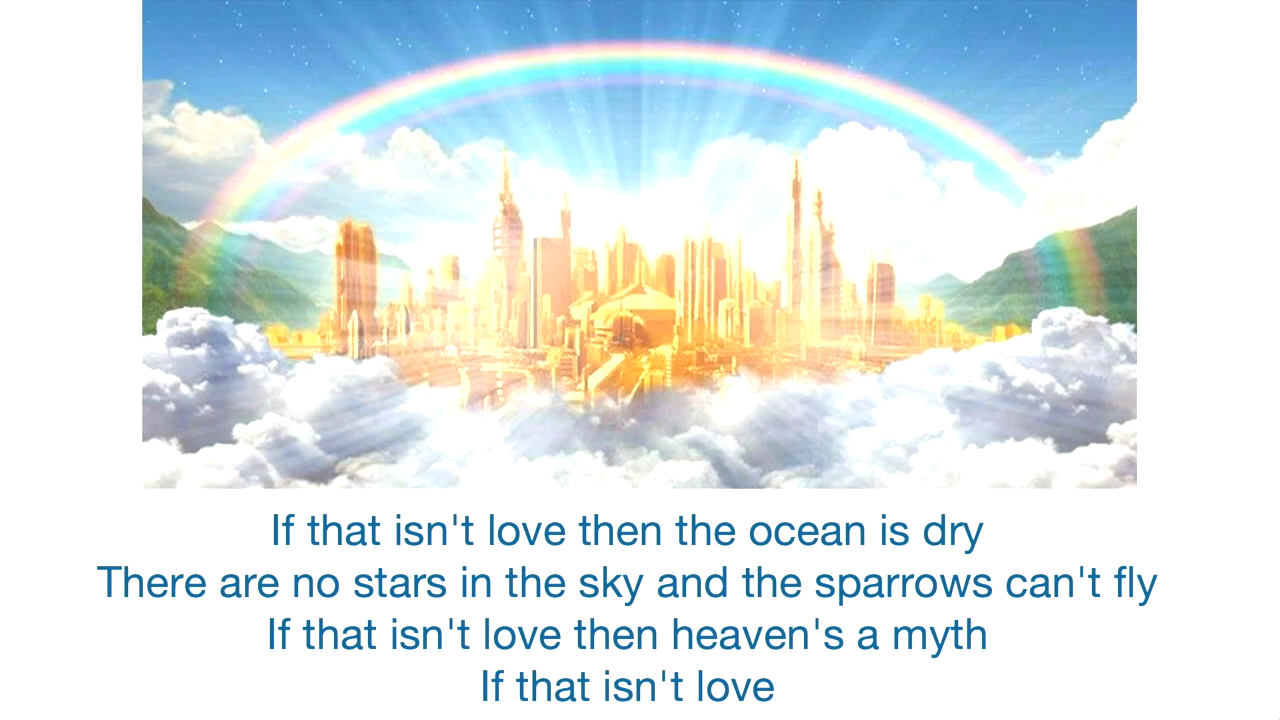 If that isn't love then the ocean is dry
There are no stars in the sky and the sparrows can't fly
If that isn't love then heaven's a myth
If that isn't love